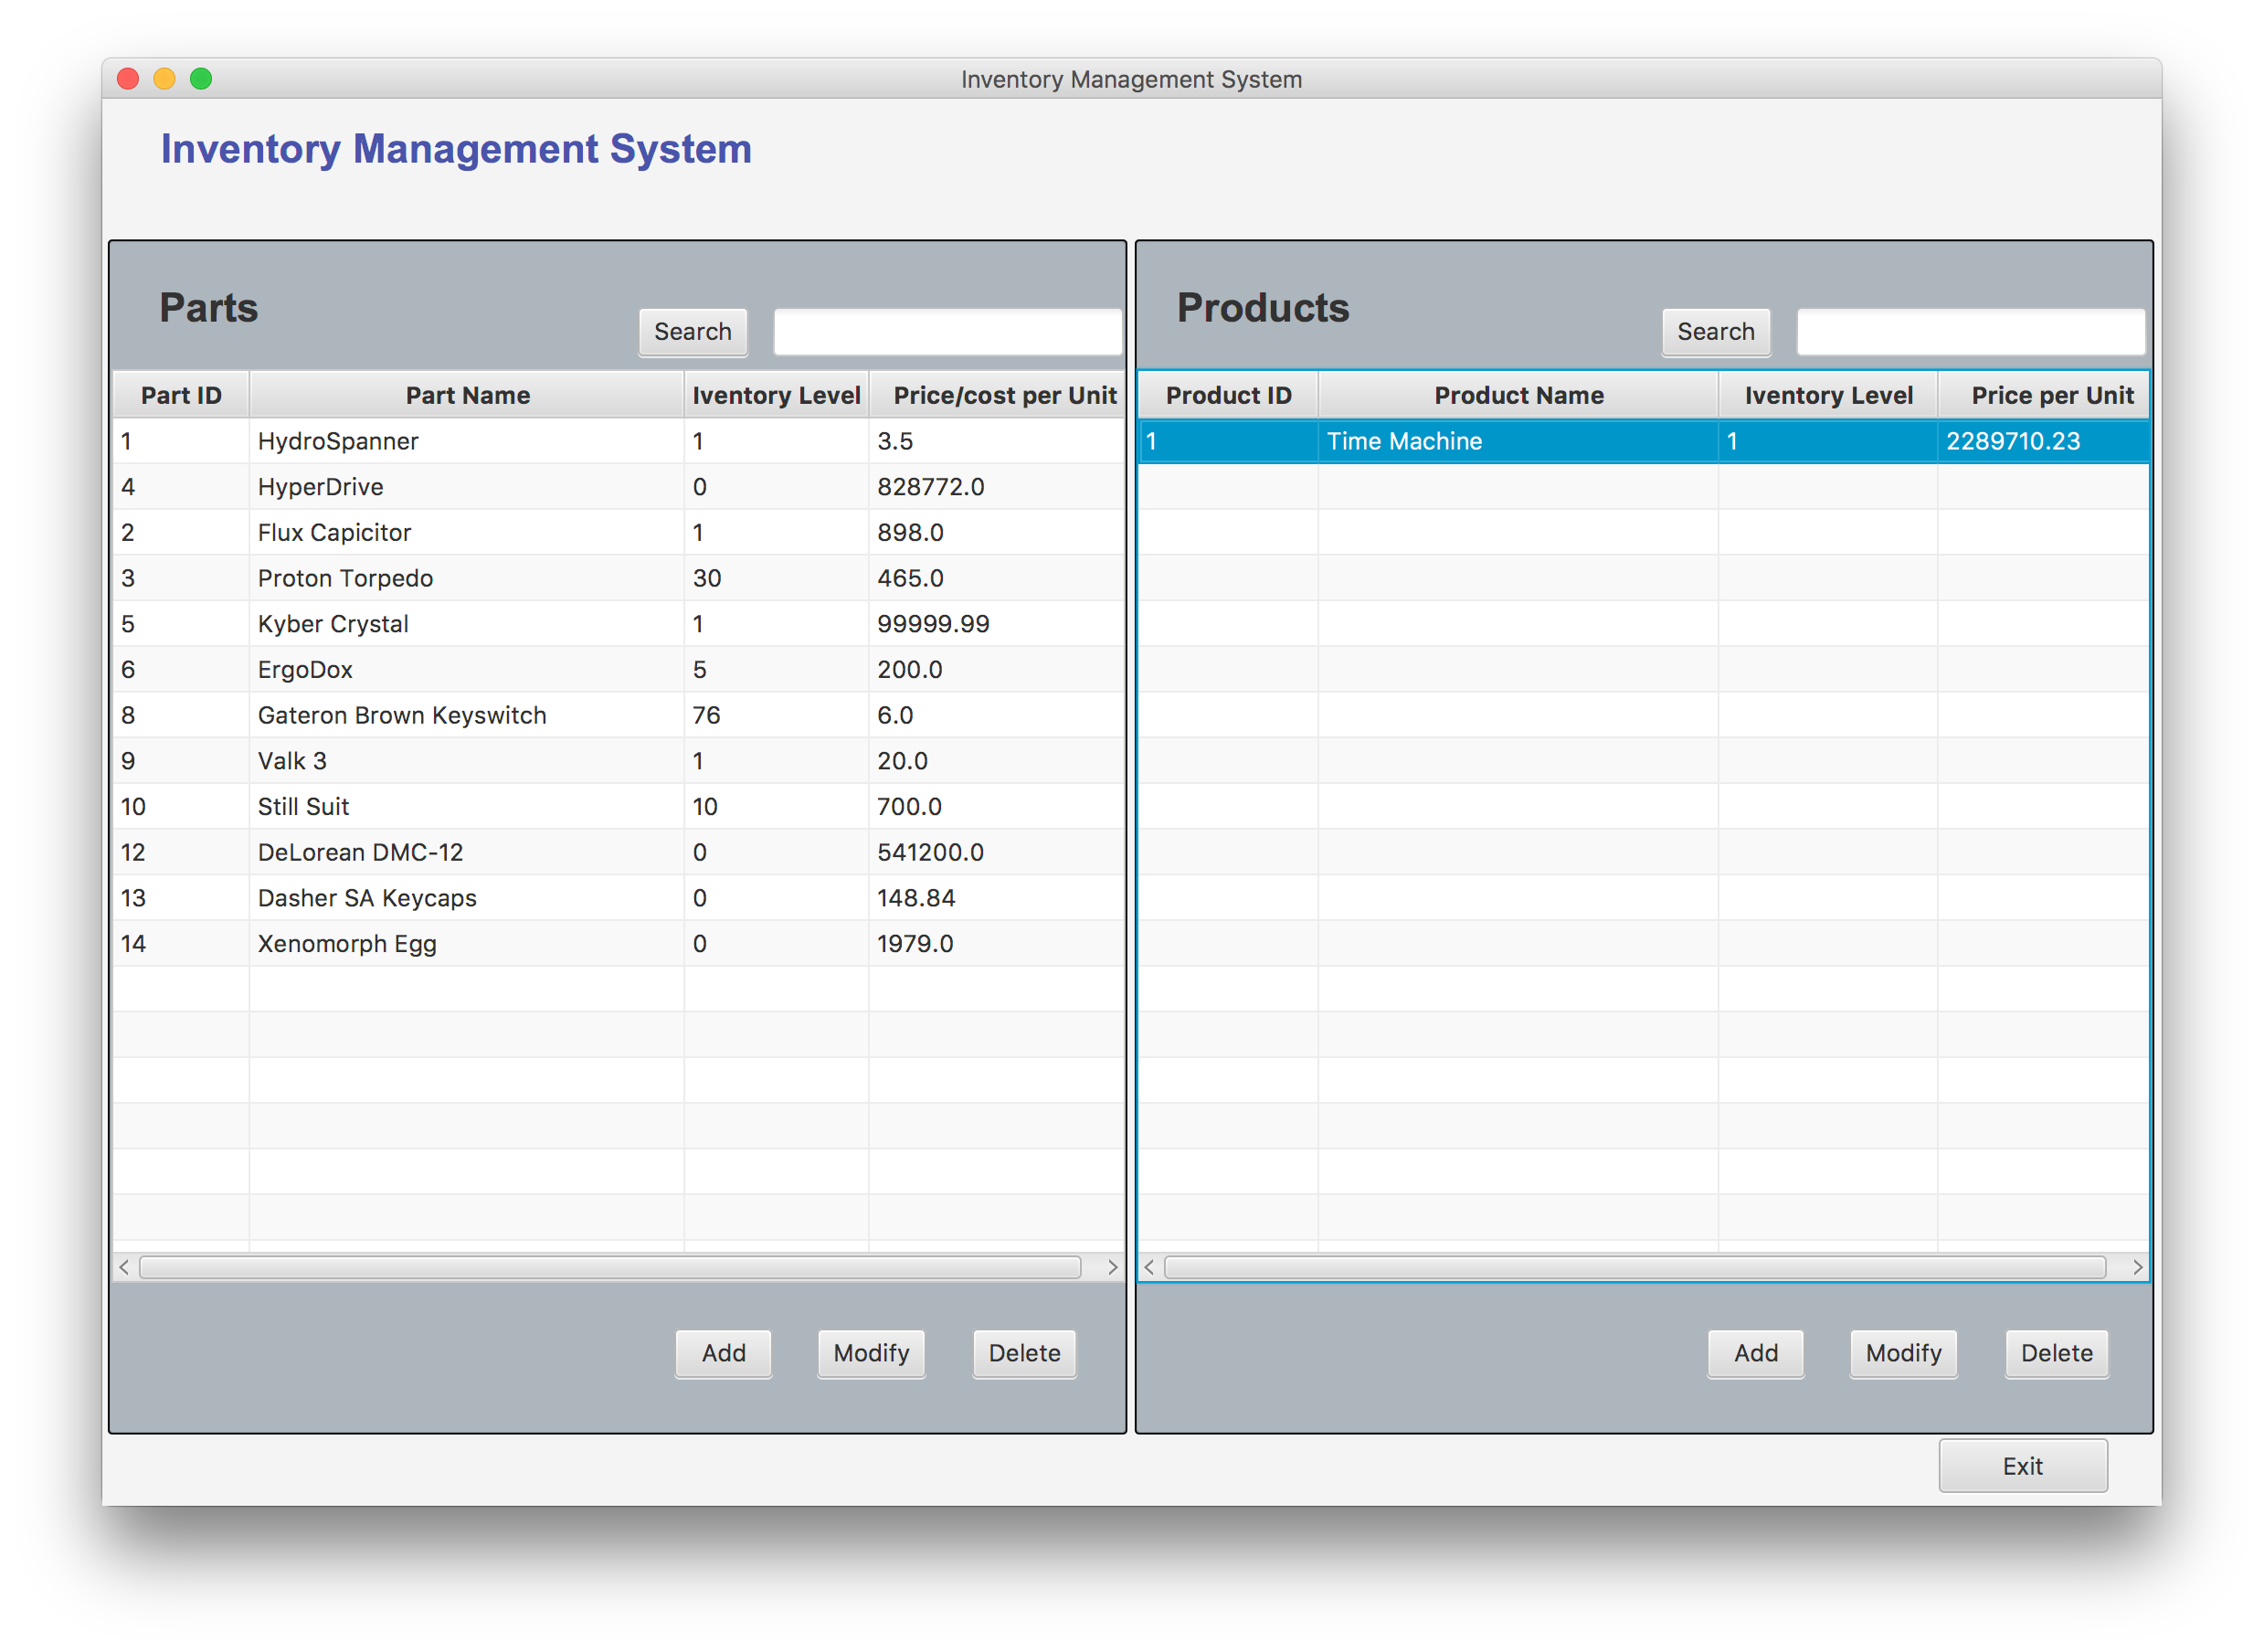 Inventory Management System
Inventory Management System
Parts
Search
Part ID Part Name Iventory Level Price/cost per Unit
1 HydroSpanner 1 3.5
4 HyperDrive 0 828772.0
2 Flux Capicitor 1 898.0
3 Proton Torpedo 30 465.0
5 Kyber Crystal 1 99999.99
6 ErgoDox 5 200.0
8 Gateron Brown Keyswitch 76 6.0
9 Valk 3 1 20.0
10 Still Suit 10 700.0
12 DeLorean DMC-12 0 541200.0
13 Dasher SA Keycaps 0 148.84
14 Xenomorph Egg 0 1979.0
Add Modify Delete
Products
Search
Product ID Product Name Iventory Level Price per Unit
1 Time Machine 1 2289710.23
Add Modify Delete
Exit